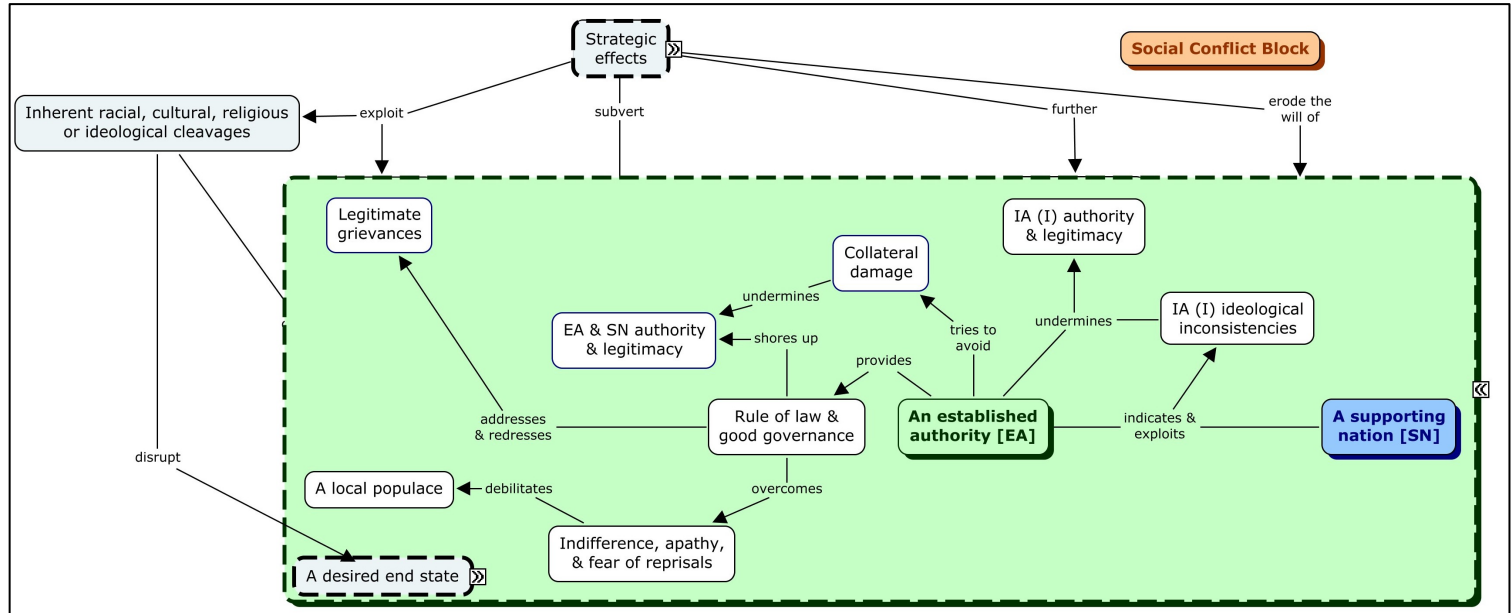 Strategic
effects
Social Conflict Block
Inherent racial, cultural, religious
or ideological cleavages
exploit
subvert
further
erode the
will of
Legitimate
grievances
IA (I) authority
& legitimacy
Collateral
damage
undermines
EA & SN authority
& legitimacy
shores up
tries to
avoid
undermines
IA (I) ideological
inconsistencies
provides
addresses
& redresses
Rule of law &
good governance
An established
authority [EA]
indicates &
exploits
A supporting
nation [SN]
disrupt
A local populace
debilitates
overcomes
Indifference, apathy,
& fear of reprisals
A desired end state